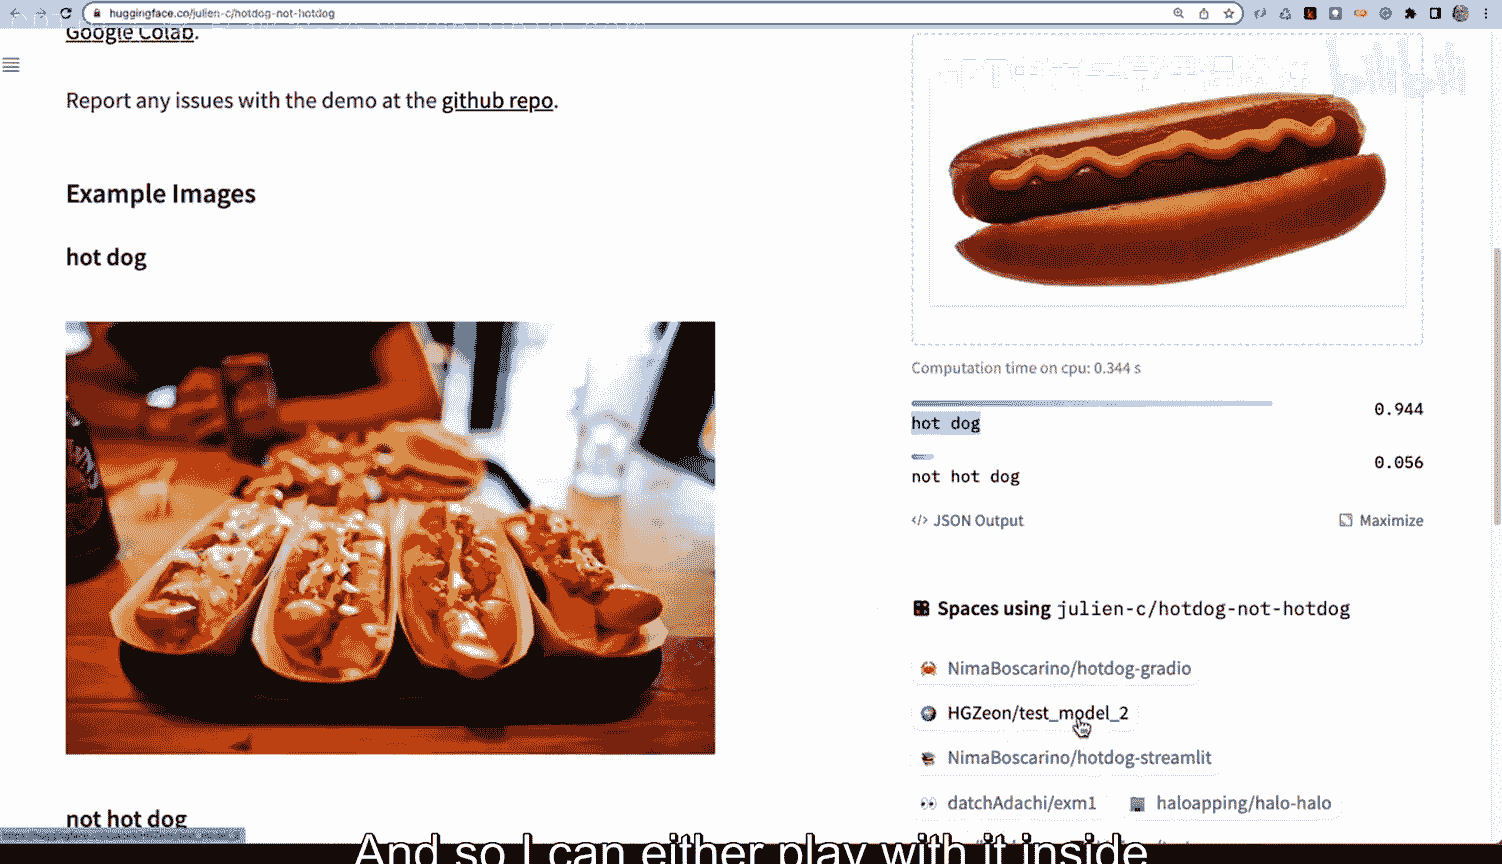 huggingface.co/julien-c/hotdog-not-hotdog
Google Colab.
Report any issues with the demo at the github repo.
Example Images
hot dog
not hot dog
Computation time on cpu: 0.344 s
hot dog 0.944
not hot dog 0.056
</> JSON Output Maximize
Spaces using julien-c/hotdog-not-hotdog
NimaBoscarino/hotdog-gradio
HGZeon/test_model_2
NimaBoscarino/hotdog-streamlit
datchAdachi/exm1 haloapping/halo-halo
And so I can either play with it inside